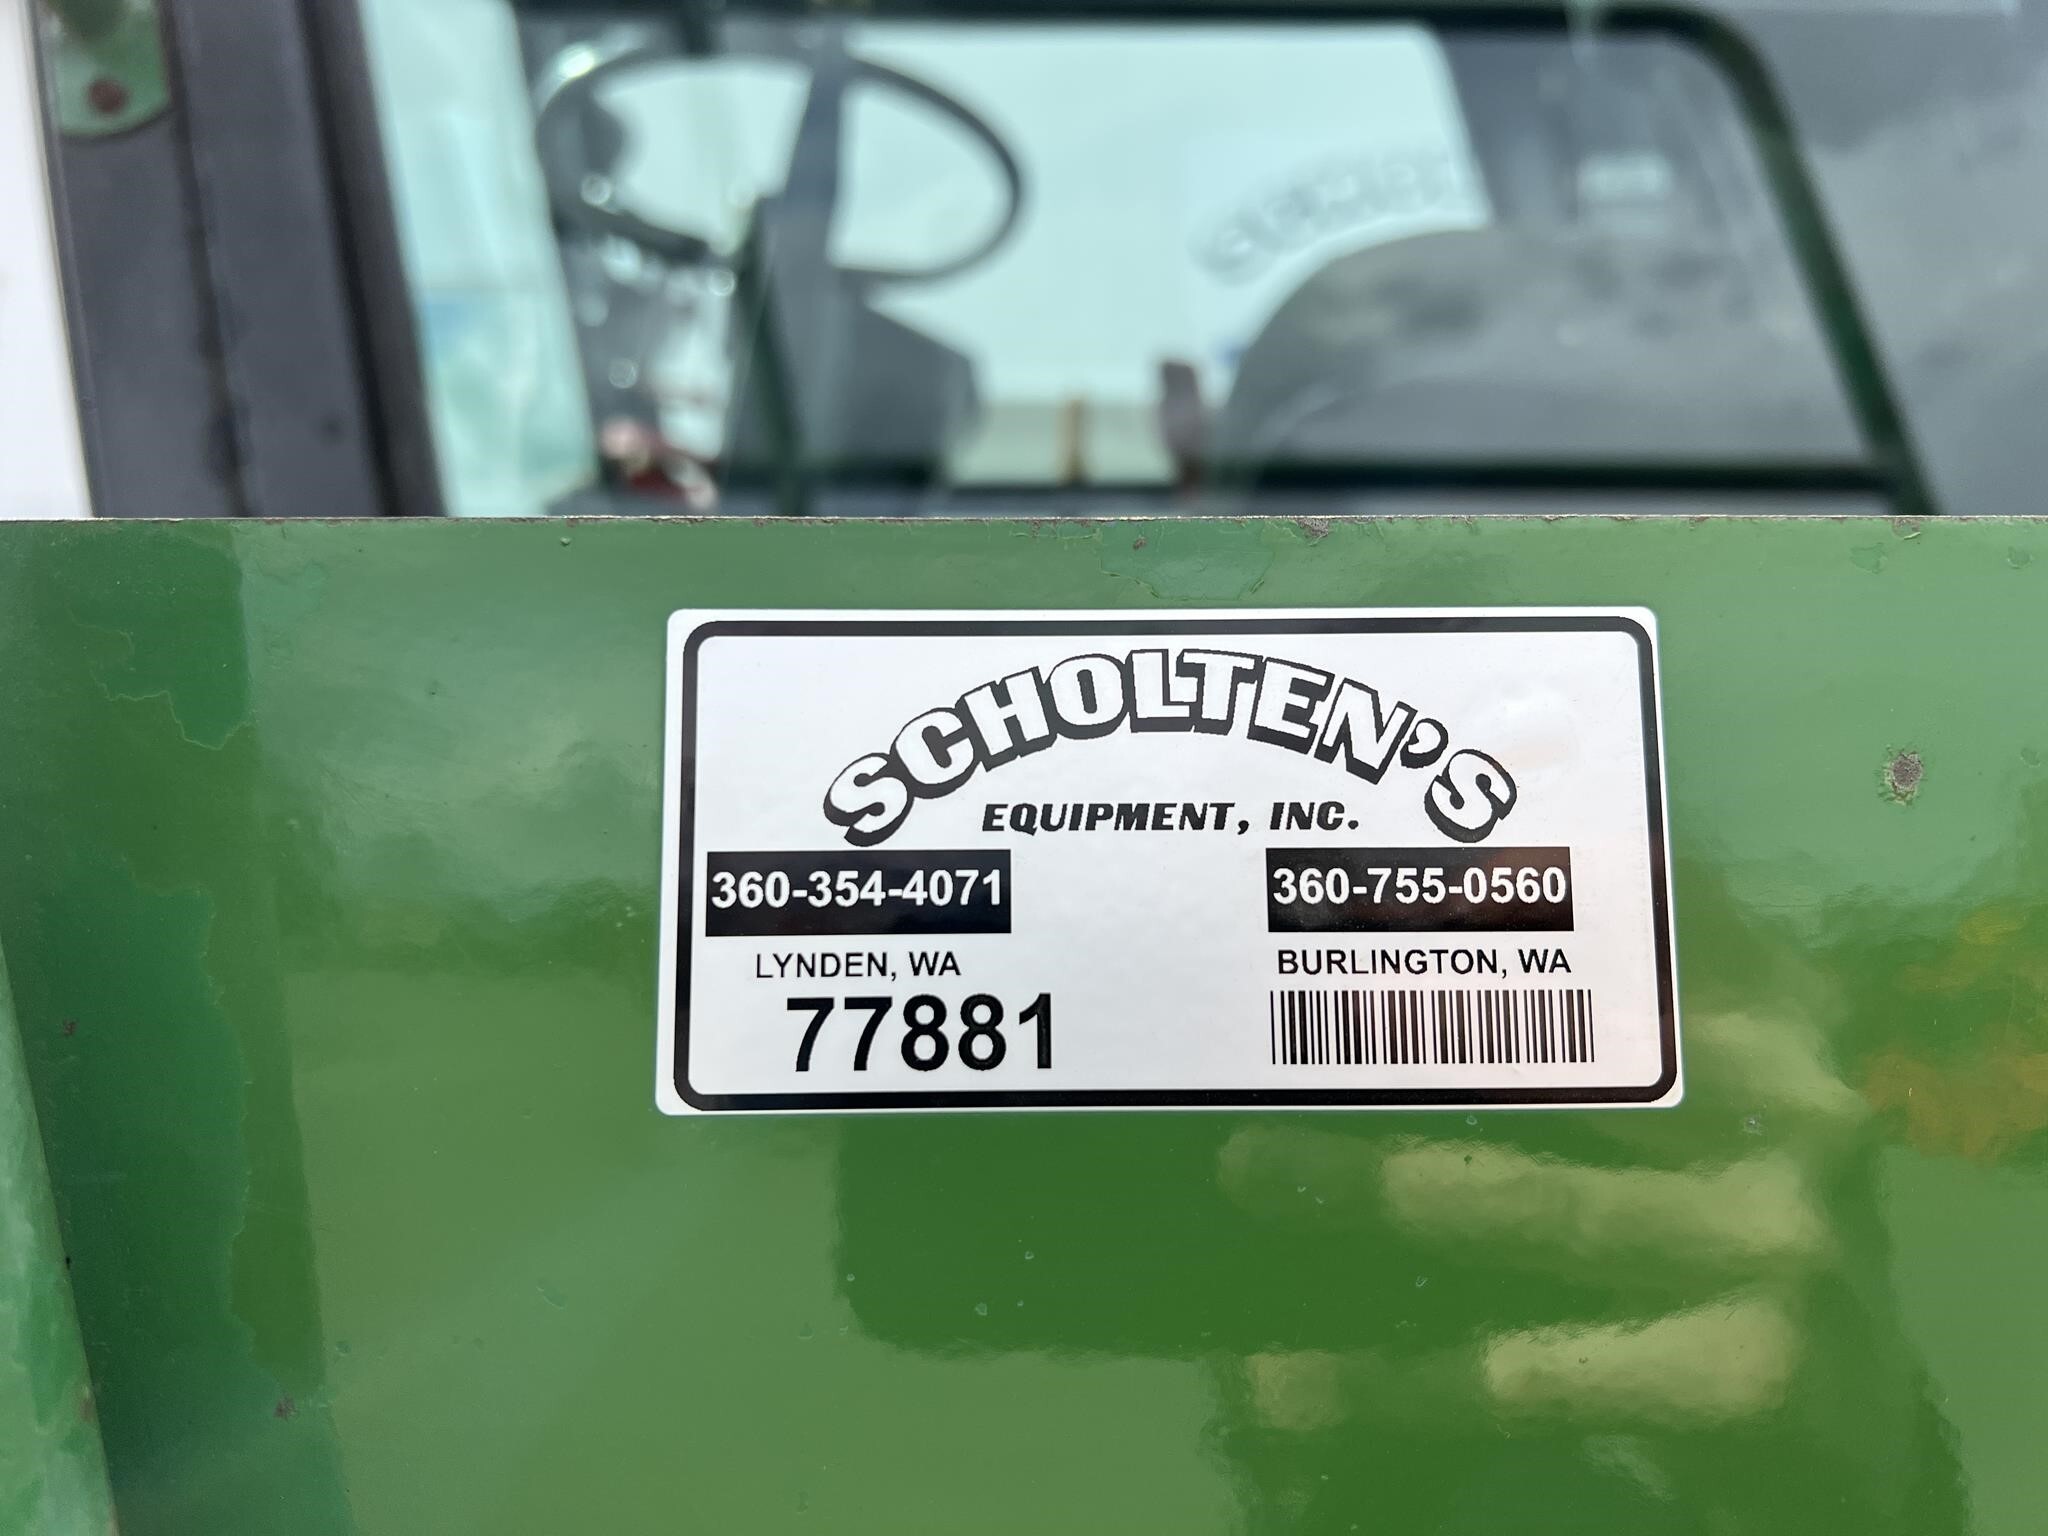 SCHOLTEN'S
EQUIPMENT, INC.
360-354-4071 360-755-0560
LYNDEN, WA BURLINGTON, WA
77881